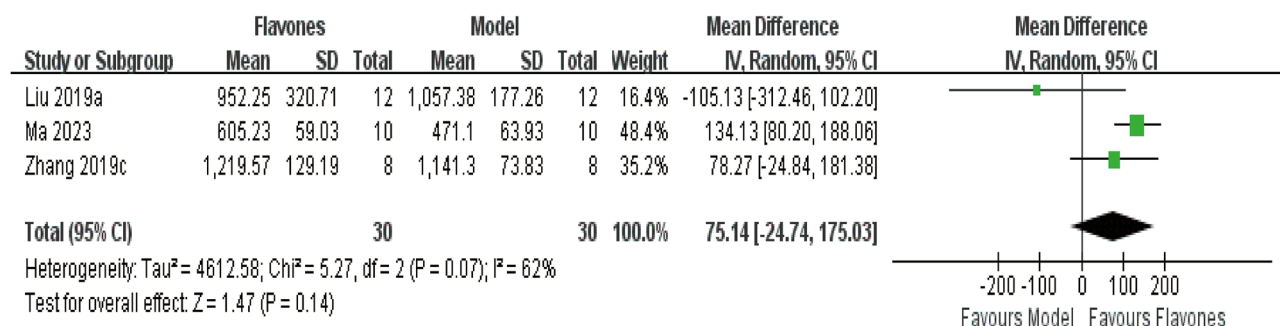 Flavones Model Mean Difference Mean Difference
Study or Subgroup Mean SD Total Mean SD Total Weight IV, Random, 95% CI IV, Random, 95% CI
Liu 2019a 952.25 320.71 12 1,057.38 177.26 12 16.4% -105.13 [-312.46, 102.20]
Ma 2023 605.23 59.03 10 471.1 63.93 10 48.4% 134.13 [80.20, 188.06]
Zhang 2019c 1,219.57 129.19 8 1,141.3 73.83 8 35.2% 78.27 [-24.84, 181.38]
Total (95% CI) 30 30 100.0% 75.14 [-24.74, 175.03]
Heterogeneity: Tau² = 4612.58; Chi² = 5.27, df = 2 (P = 0.07); I² = 62%
Test for overall effect: Z = 1.47 (P = 0.14)
-200 -100 0 100 200
Favours Model Favours Flavones